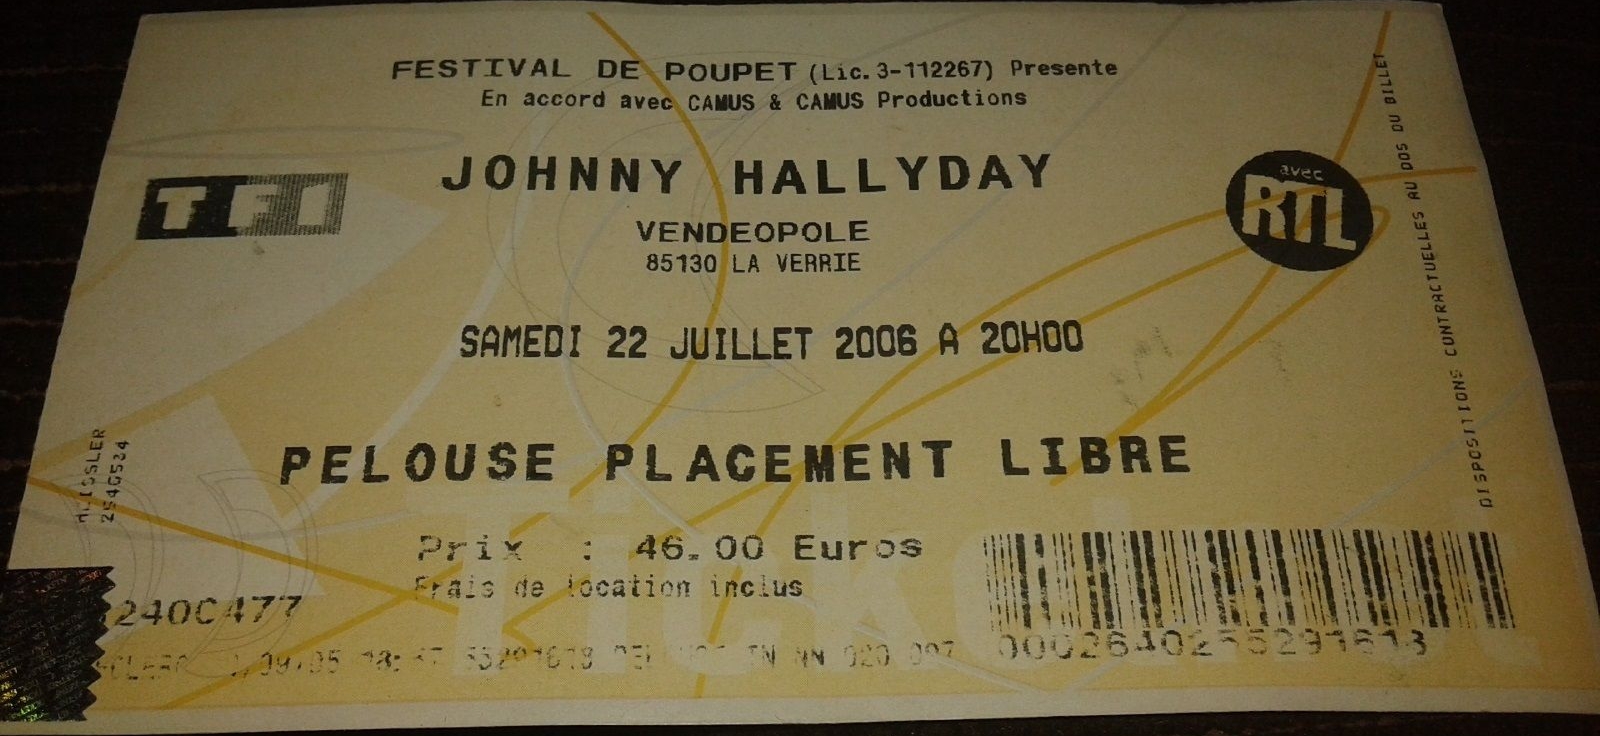 FESTIVAL DE POUPET (Lic. 3-112267) Presente
En accord avec CAMUS & CAMUS Productions
JOHNNY HALLYDAY
TF1
avec
RTL
VENDEOPOLE
85130 LA VERRIE
SAMEDI 22 JUILLET 2006 A 20H00
PELOUSE PLACEMENT LIBRE
Prix : 46.00 Euros
Frais de location inclus
240C477
0002640255291618
DISPOSITIONS CONTRACTUELLES AU DOS DU BILLET